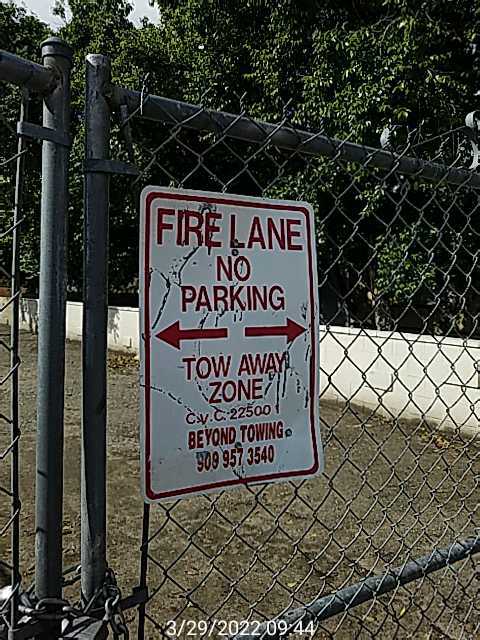 FIRE LANE
NO
PARKING
TOW AWAY
ZONE
C.V.C. 22500 1
BEYOND TOWING
909 957 3540
3/29/2022 09:44